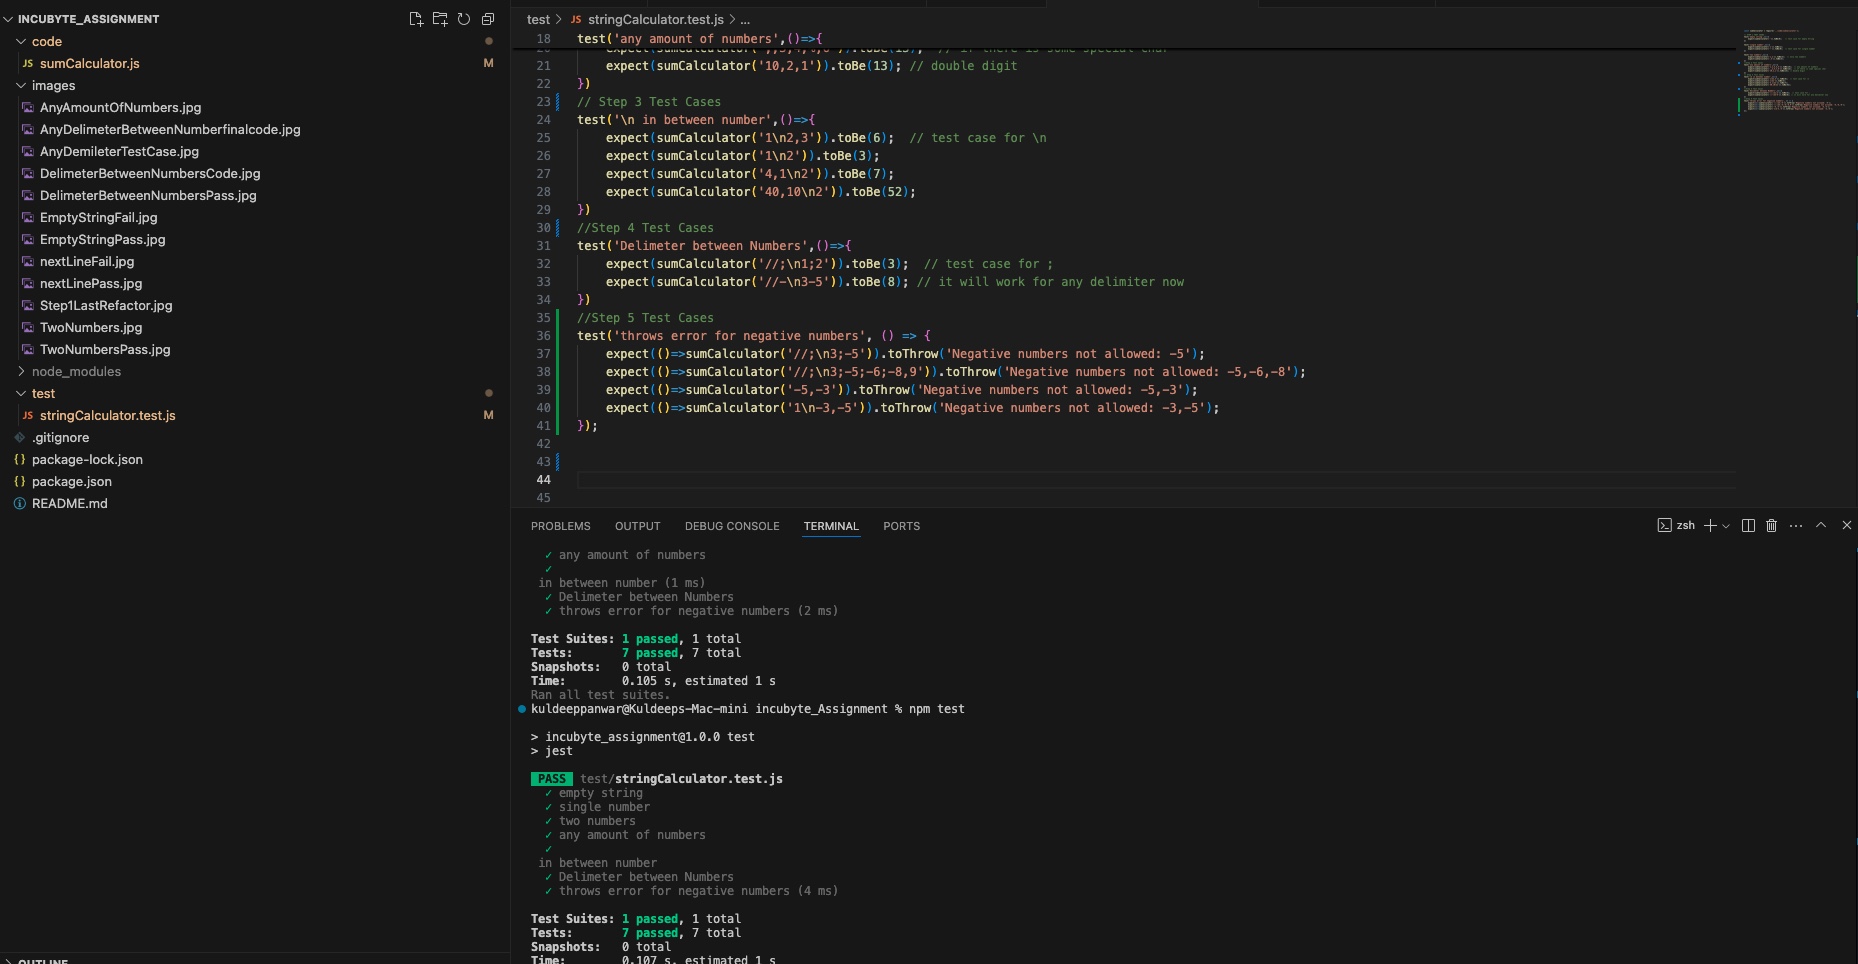 INCUBYTE_ASSIGNMENT
code
JS sumCalculator.js M
images
AnyAmountOfNumbers.jpg
AnyDelimeterBetweenNumberfinalcode.jpg
AnyDemileterTestCase.jpg
DelimeterBetweenNumbersCode.jpg
DelimeterBetweenNumbersPass.jpg
EmptyStringFail.jpg
EmptyStringPass.jpg
nextLineFail.jpg
nextLinePass.jpg
Step1LastRefactor.jpg
TwoNumbers.jpg
TwoNumbersPass.jpg
node_modules
test
JS stringCalculator.test.js M
.gitignore
{} package-lock.json
{} package.json
README.md
OUTLINE
test > JS stringCalculator.test.js > ...
18 test('any amount of numbers',()=>{
21 expect(sumCalculator('10,2,1')).toBe(13); // double digit
22 })
23 // Step 3 Test Cases
24 test('\n in between number',()=>{
25 expect(sumCalculator('1\n2,3')).toBe(6);  // test case for \n
26 expect(sumCalculator('1\n2')).toBe(3);
27 expect(sumCalculator('4,1\n2')).toBe(7);
28 expect(sumCalculator('40,10\n2')).toBe(52);
29 })
30 //Step 4 Test Cases
31 test('Delimeter between Numbers',()=>{
32 expect(sumCalculator('//;\n1;2')).toBe(3);  // test case for ;
33 expect(sumCalculator('//-\n3-5')).toBe(8); // it will work for any delimiter now
34 })
35 //Step 5 Test Cases
36 test('throws error for negative numbers', () => {
37 expect(()=>sumCalculator('//;\n3;-5')).toThrow('Negative numbers not allowed: -5');
38 expect(()=>sumCalculator('//;\n3;-5;-6;-8,9')).toThrow('Negative numbers not allowed: -5,-6,-8');
39 expect(()=>sumCalculator('-5,-3')).toThrow('Negative numbers not allowed: -5,-3');
40 expect(()=>sumCalculator('1\n-3,-5')).toThrow('Negative numbers not allowed: -3,-5');
41 });
42
43
44
45
PROBLEMS OUTPUT DEBUG CONSOLE TERMINAL PORTS zsh
✓ any amount of numbers
✓
in between number (1 ms)
✓ Delimeter between Numbers
✓ throws error for negative numbers (2 ms)
Test Suites: 1 passed, 1 total
Tests: 7 passed, 7 total
Snapshots: 0 total
Time: 0.105 s, estimated 1 s
Ran all test suites.
kuldeeppanwar@Kuldeeps-Mac-mini incubyte_Assignment % npm test
> incubyte_assignment@1.0.0 test
> jest
PASS test/stringCalculator.test.js
✓ empty string
✓ single number
✓ two numbers
✓ any amount of numbers
✓
in between number
✓ Delimeter between Numbers
✓ throws error for negative numbers (4 ms)
Test Suites: 1 passed, 1 total
Tests: 7 passed, 7 total
Snapshots: 0 total
Time: 0.107 s, estimated 1 s